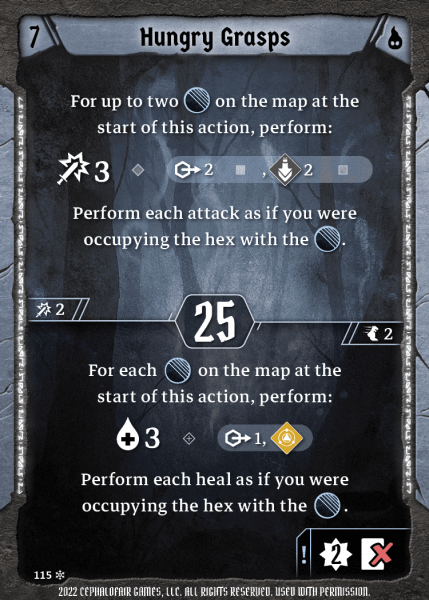 7
Hungry Grasps
For up to two on the map at the
start of this action, perform:
3 2 , 2
Perform each attack as if you were
occupying the hex with the .
2
25
2
For each on the map at the
start of this action, perform:
3 1,
Perform each heal as if you were
occupying the hex with the .
! 2
115
2022 CEPHALOFAIR GAMES, LLC. ALL RIGHTS RESERVED. USED WITH PERMISSION.